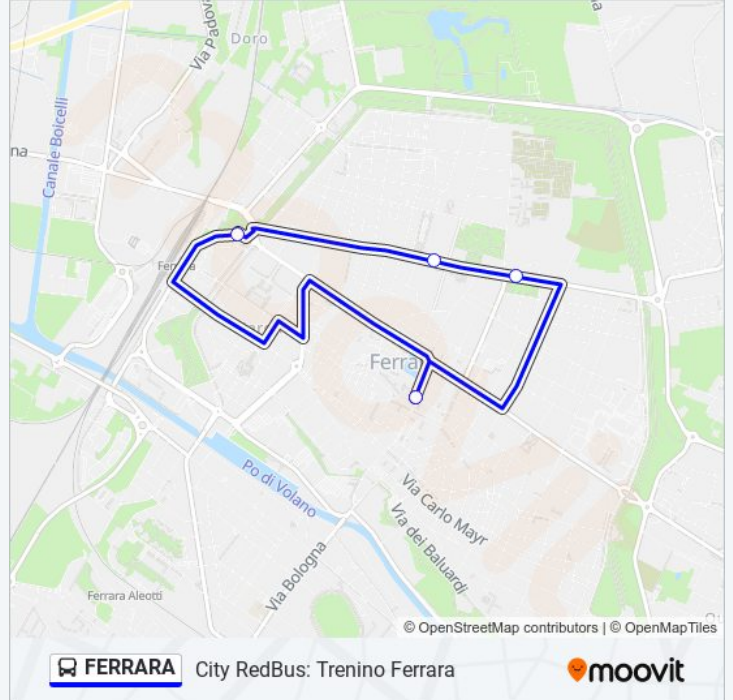 Via Padova
Doro
Canale Boicelli
na
a
Ferrara
Ferra
Po di Volano
Via Carlo Mayr
Via dei Baluardi
Via Bologna
Ferrara Aleotti
© OpenStreetMap contributors | © OpenMapTiles
FERRARA
City RedBus: Trenino Ferrara
moovit